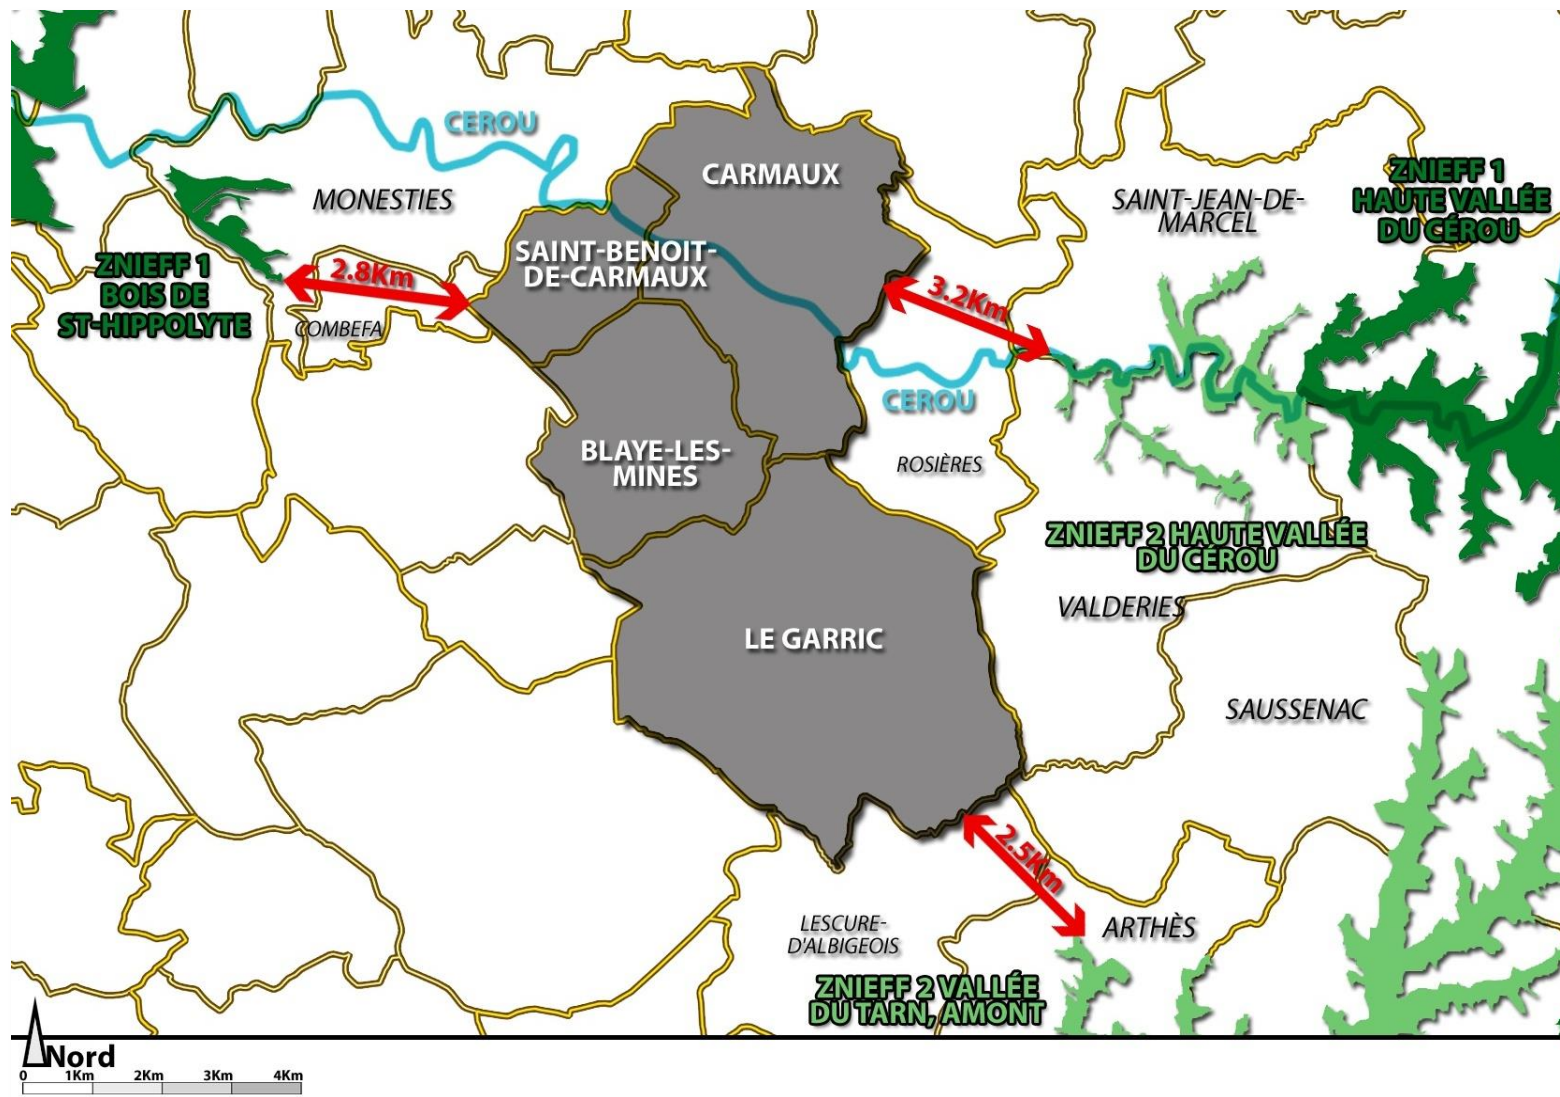 CEROU
CARMAUX
MONESTIES
SAINT-JEAN-DE-
MARCEL
ZNIEFF 1
HAUTE VALLÉE
DU CÉROU
SAINT-BENOIT-
DE-CARMAUX
ZNIEFF 1
BOIS DE
ST-HIPPOLYTE
2.8Km
3.2Km
COMBEFA
CEROU
BLAYE-LES-
MINES
ROSIÈRES
ZNIEFF 2 HAUTE VALLÉE
DU CÉROU
VALDERIES
LE GARRIC
SAUSSENAC
2.5Km
LESCURE-
D'ALBIGEOIS
ARTHÈS
ZNIEFF 2 VALLÉE
DU TARN, AMONT
Nord
0 1Km 2Km 3Km 4Km